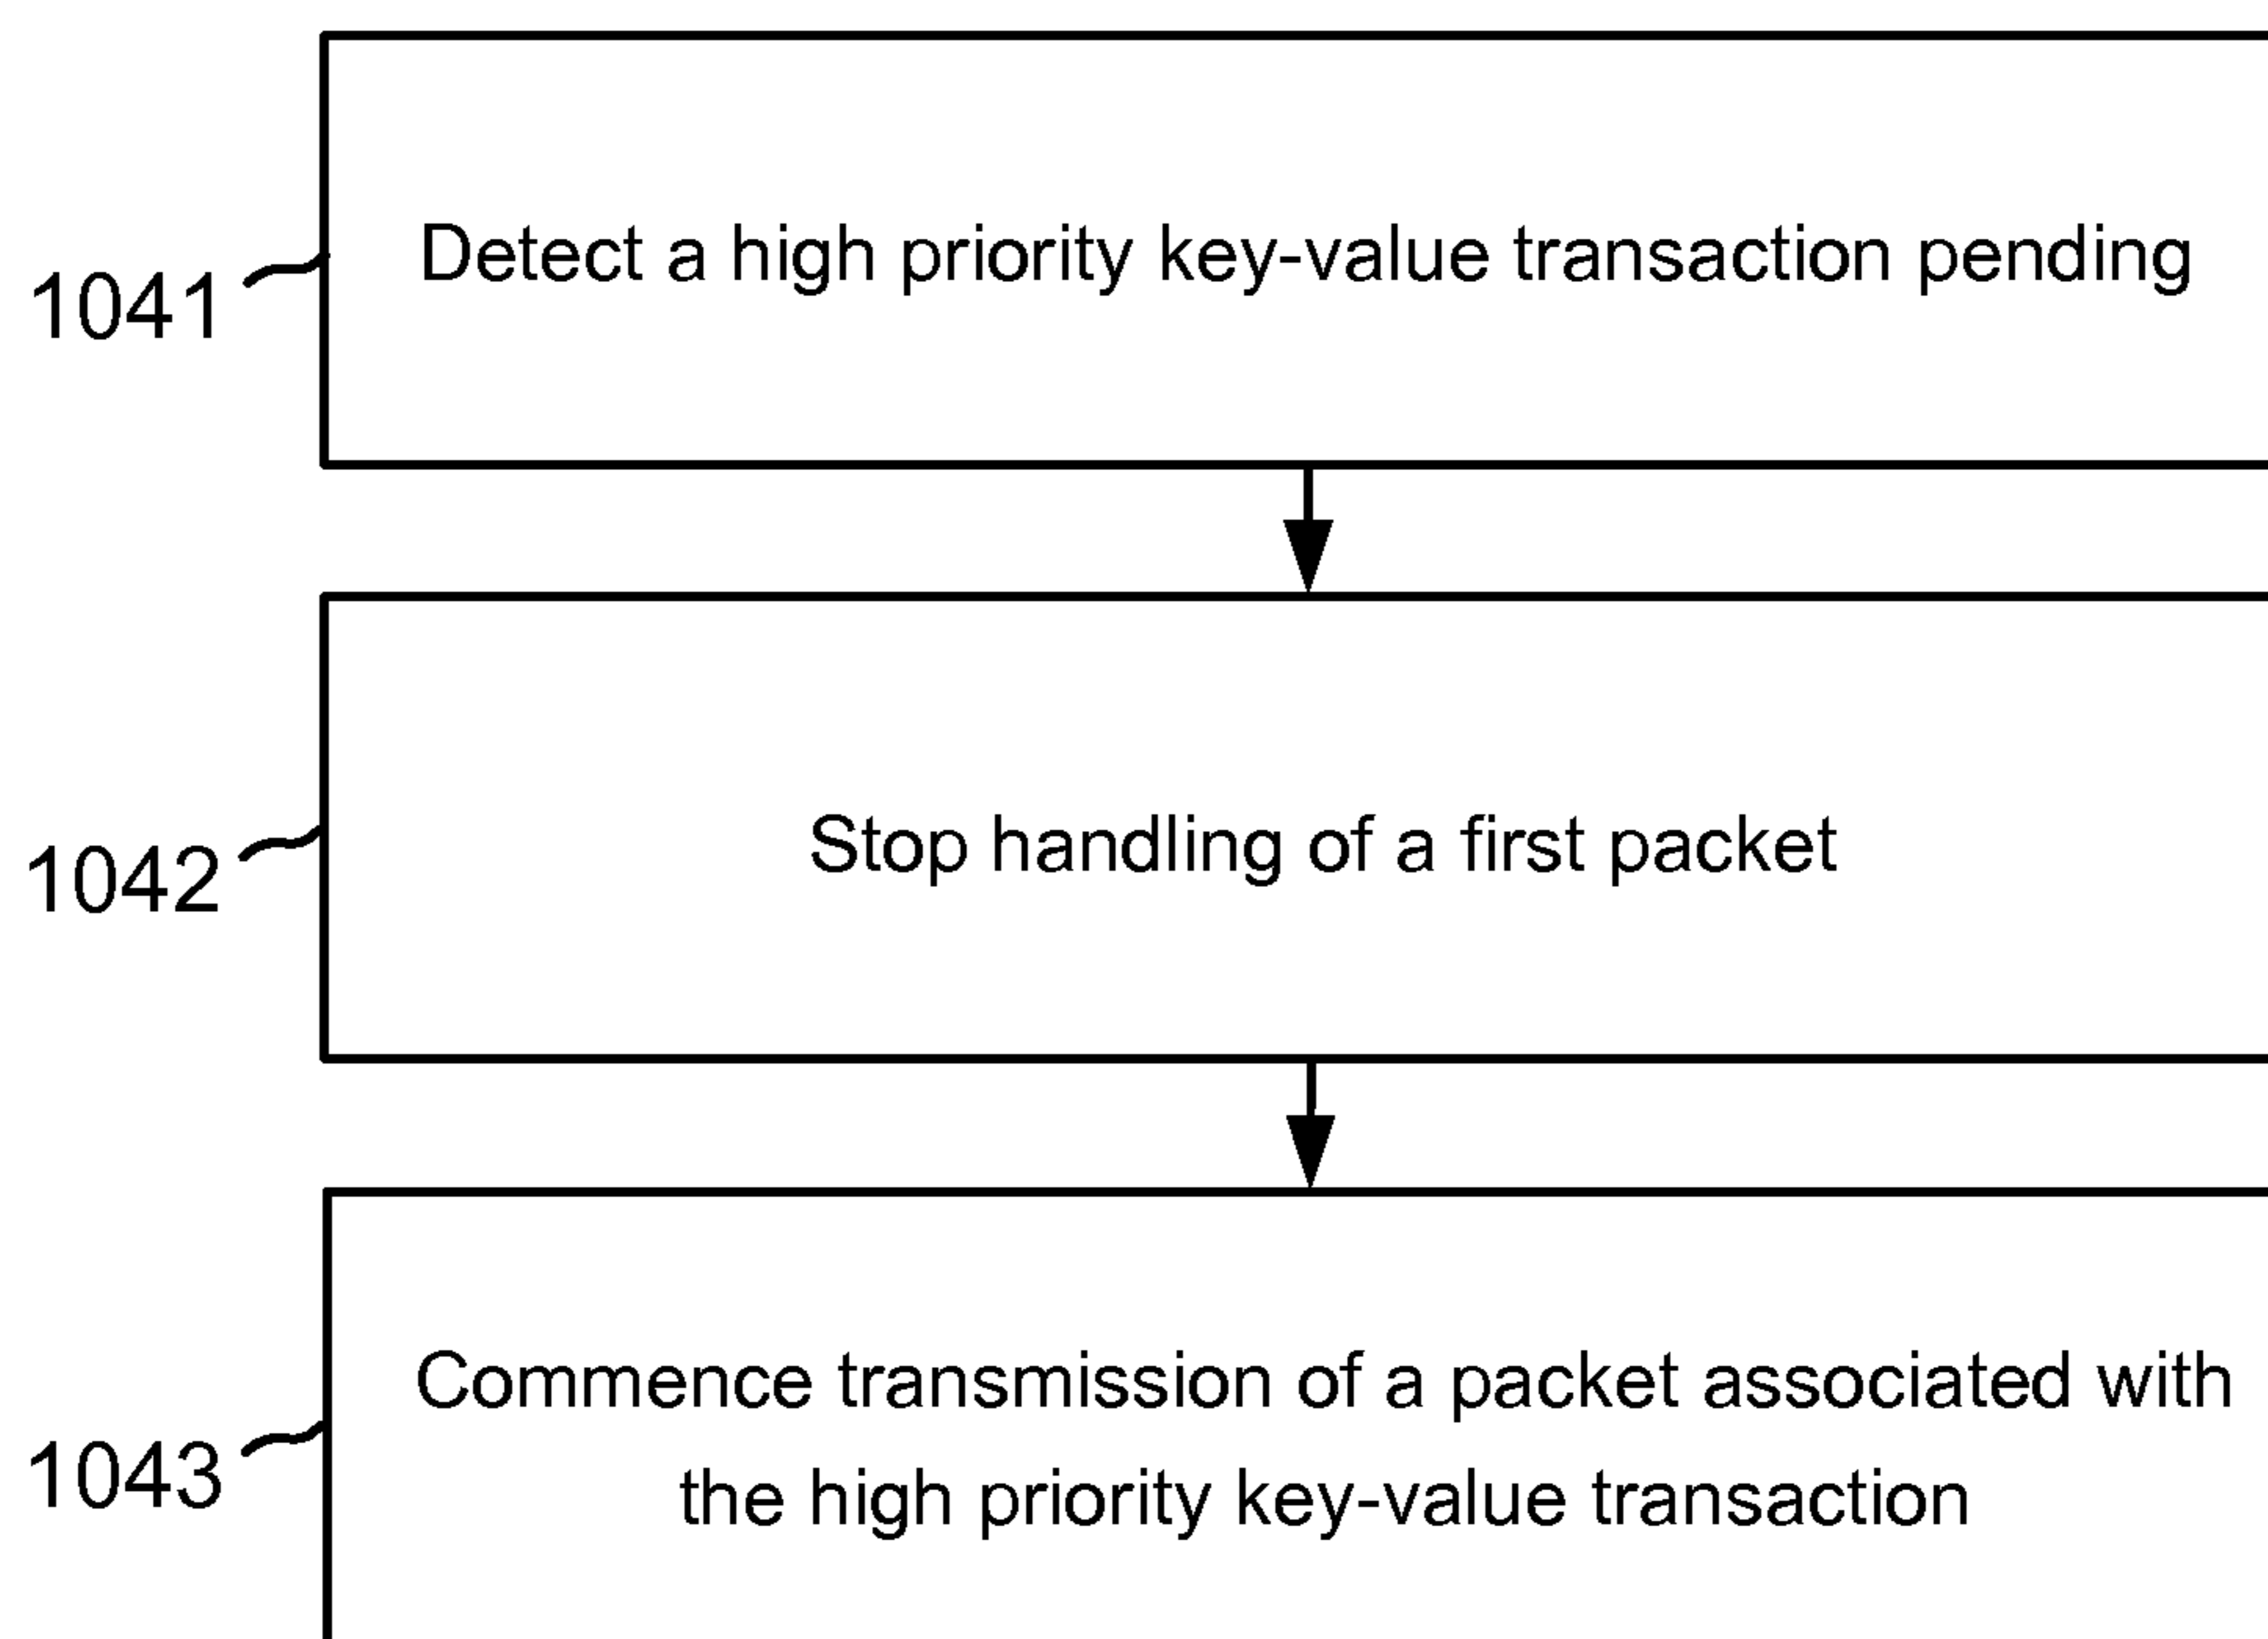 Detect a high priority key-value transaction pending
1041
Stop handling of a first packet
1042
Commence transmission of a packet associated with
the high priority key-value transaction
1043